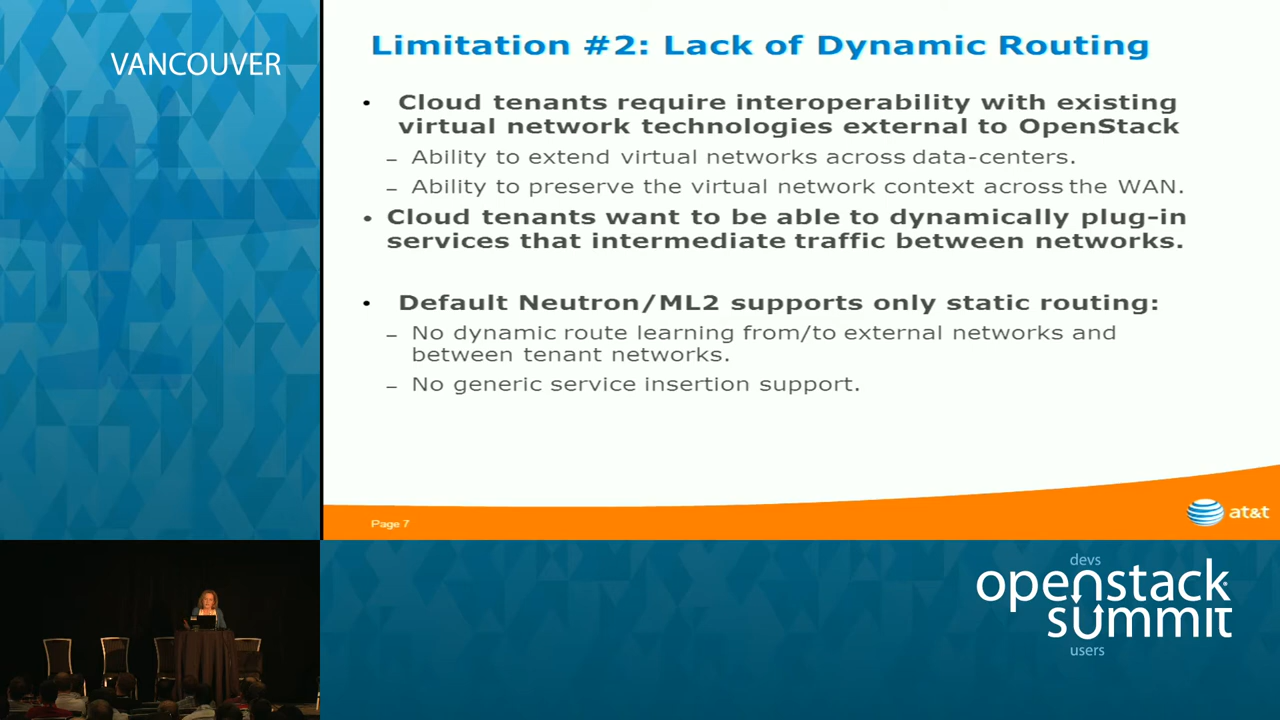 VANCOUVER
Limitation #2: Lack of Dynamic Routing
• Cloud tenants require interoperability with existing
virtual network technologies external to OpenStack
– Ability to extend virtual networks across data-centers.
– Ability to preserve the virtual network context across the WAN.
• Cloud tenants want to be able to dynamically plug-in
services that intermediate traffic between networks.
• Default Neutron/ML2 supports only static routing:
– No dynamic route learning from/to external networks and
between tenant networks.
– No generic service insertion support.
Page 7
at&t
devs
openstack
summit
users